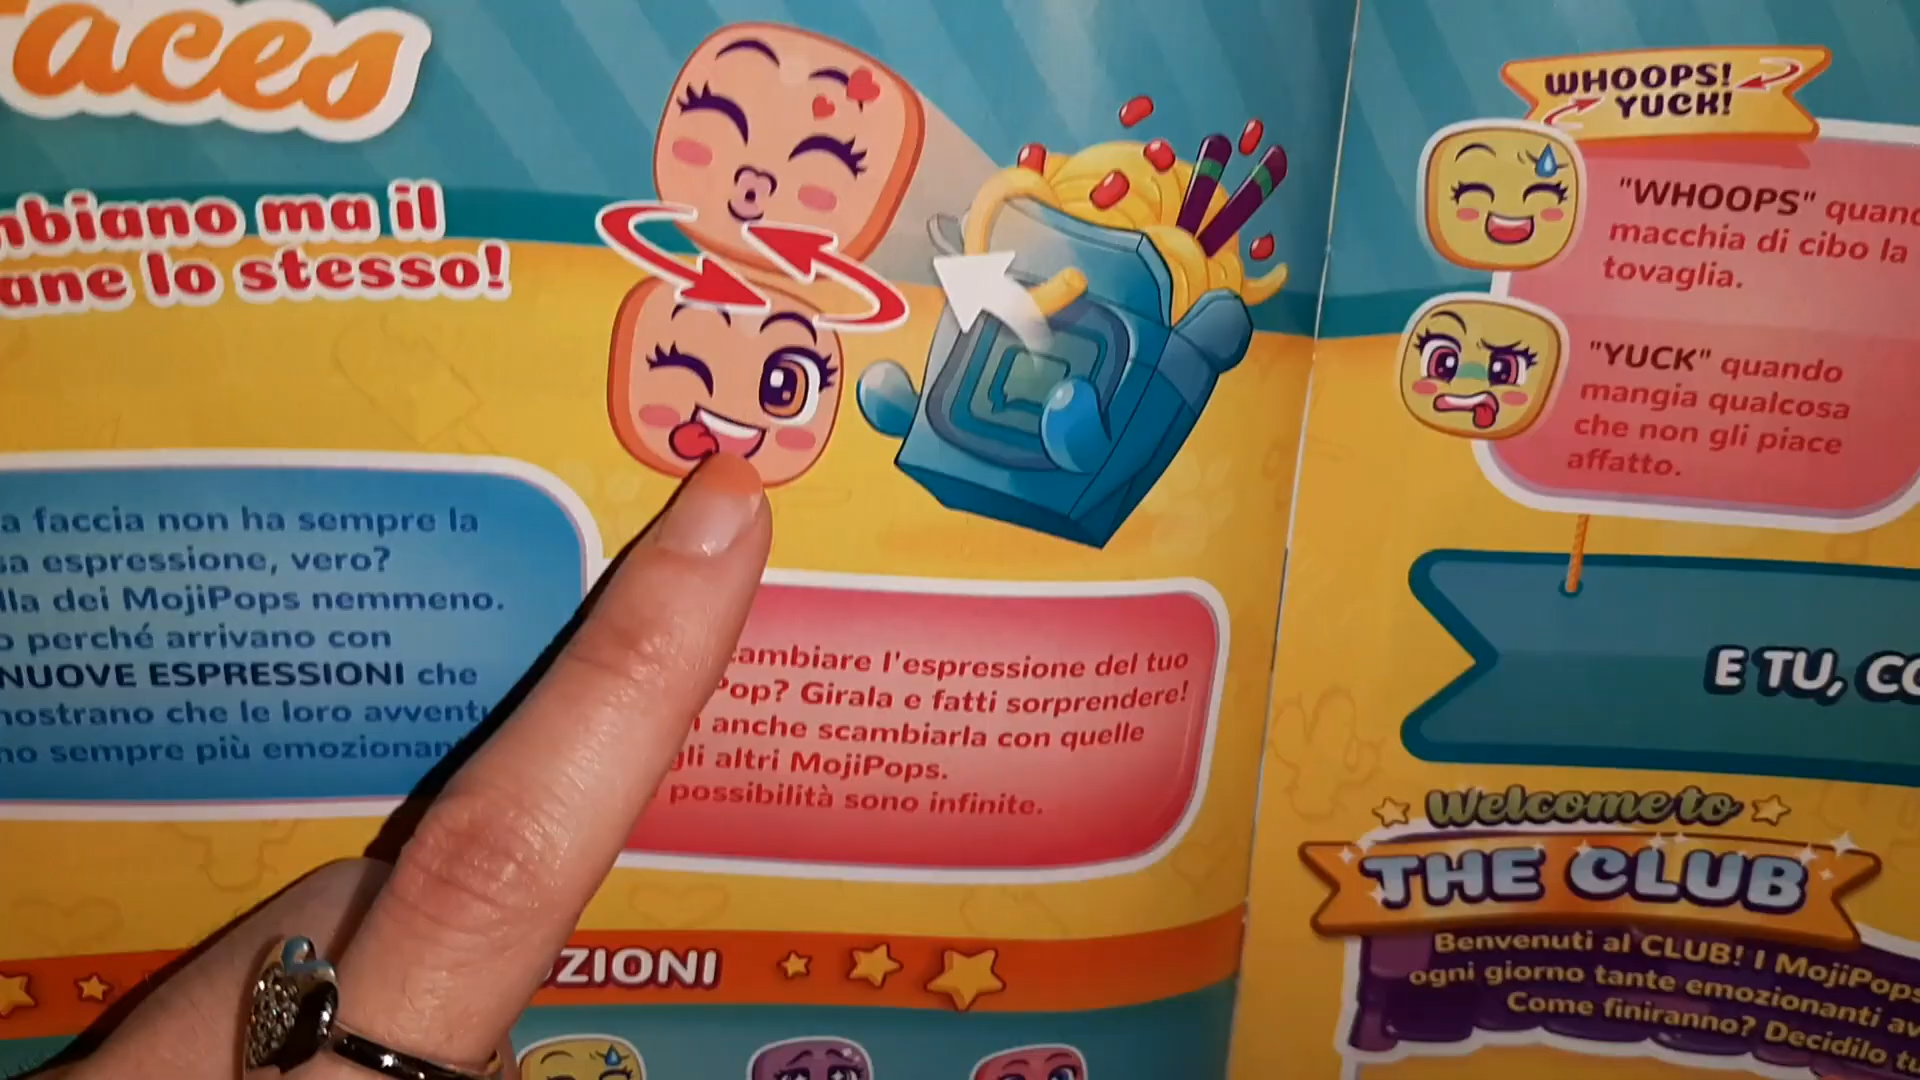 aces
mbiano ma il
ane lo stesso!
a faccia non ha sempre la
sa espressione, vero?
lla dei MojiPops nemmeno.
o perché arrivano con
NUOVE ESPRESSIONI che
mostrano che le loro avvent
no sempre più emozionan
cambiare l'espressione del tuo
Pop? Girala e fatti sorprendere!
anche scambiarla con quelle
gli altri MojiPops.
possibilità sono infinite.
OZIONI
WHOOPS!
YUCK!
"WHOOPS" quand
macchia di cibo la
tovaglia.
"YUCK" quando
mangia qualcosa
che non gli piace
affatto.
E TU, CO
Welcome to
THE CLUB
Benvenuti al CLUB! I MojiPops
ogni giorno tante emozionanti av
Come finiranno? Decidilo tu